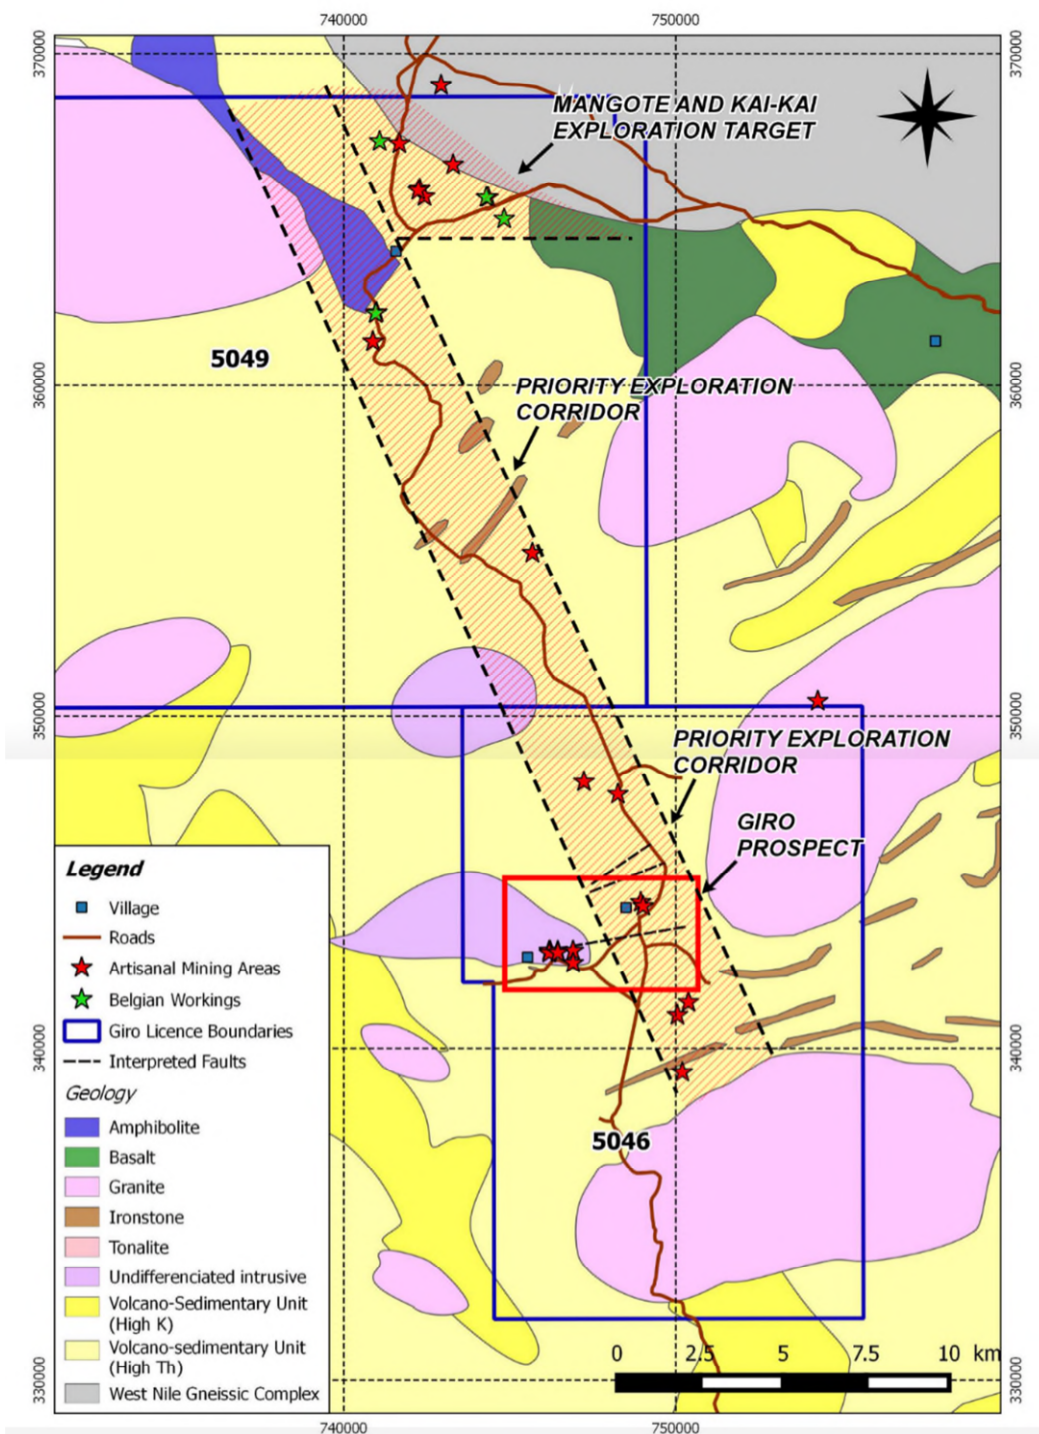 740000
750000
370000
370000
MANGOTE AND KAI-KAI
EXPLORATION TARGET
5049
360000
360000
PRIORITY EXPLORATION
CORRIDOR
350000
350000
PRIORITY EXPLORATION
CORRIDOR
GIRO
PROSPECT
Legend
Village
Roads
Artisanal Mining Areas
Belgian Workings
Giro Licence Boundaries
Interpreted Faults
Geology
Amphibolite
Basalt
Granite
Ironstone
Tonalite
Undifferenciated intrusive
Volcano-Sedimentary Unit
(High K)
Volcano-sedimentary Unit
(High Th)
West Nile Gneissic Complex
340000
340000
5046
0 2.5 5 7.5 10 km
330000
330000
740000
750000